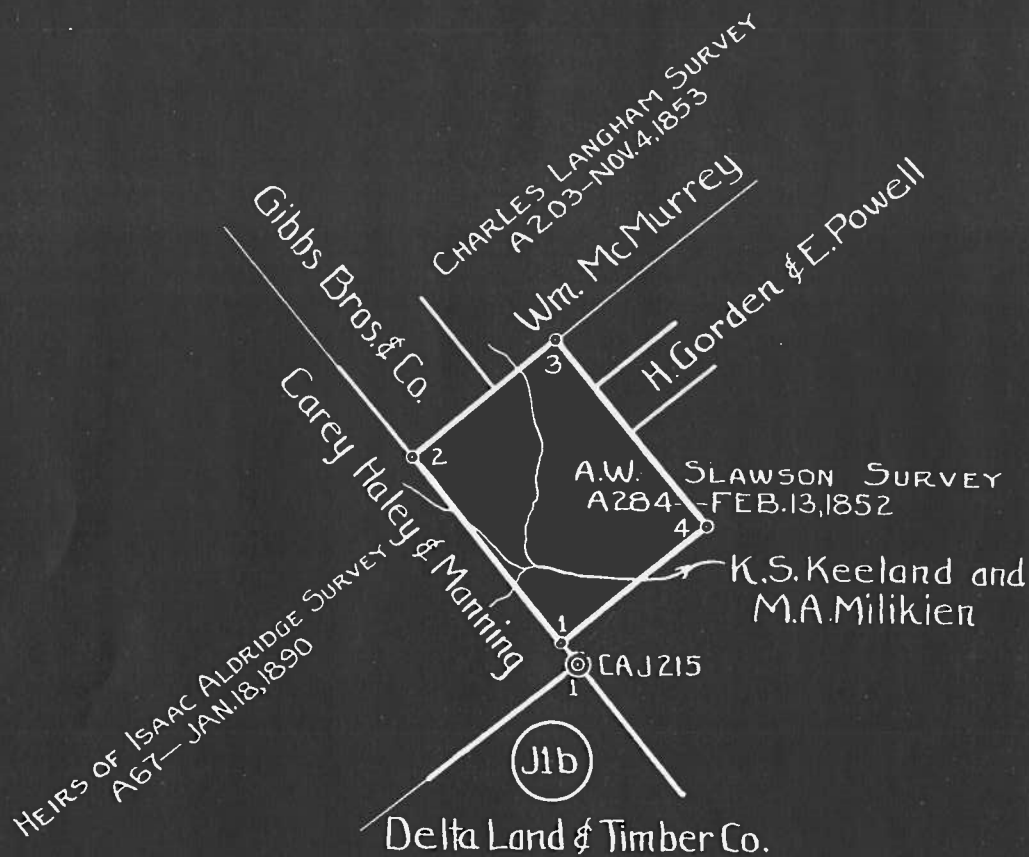 CHARLES LANGHAM SURVEY
A203-NOV.4,1853
Wm. McMurrey
H.Gorden & E.Powell
Gibbs Bros. & Co.
3
Carey Haley & Manning
2
A.W. SLAWSON SURVEY
A284--FEB.13,1852
4
K.S.Keeland and
M.A.Milikien
HEIRS OF ISAAC ALDRIDGE SURVEY
A67-JAN.18,1890
1
CAJ215
1
J1b
Delta Land & Timber Co.